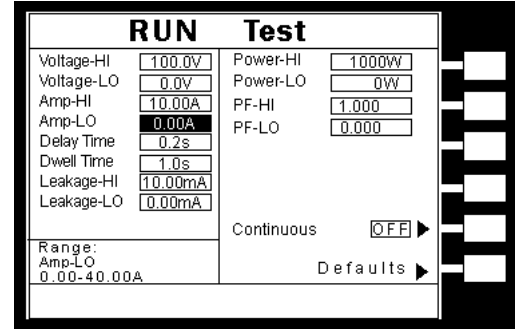 RUN Test
Voltage-HI 100.0V
Voltage-LO 0.0V
Amp-HI 10.00A
Amp-LO 0.00A
Delay Time 0.2s
Dwell Time 1.0s
Leakage-HI 10.00mA
Leakage-LO 0.00mA
Power-HI 1000W
Power-LO 0W
PF-HI 1.000
PF-LO 0.000
Continuous OFF
Range:
Amp-LO
0.00-40.00A
Defaults